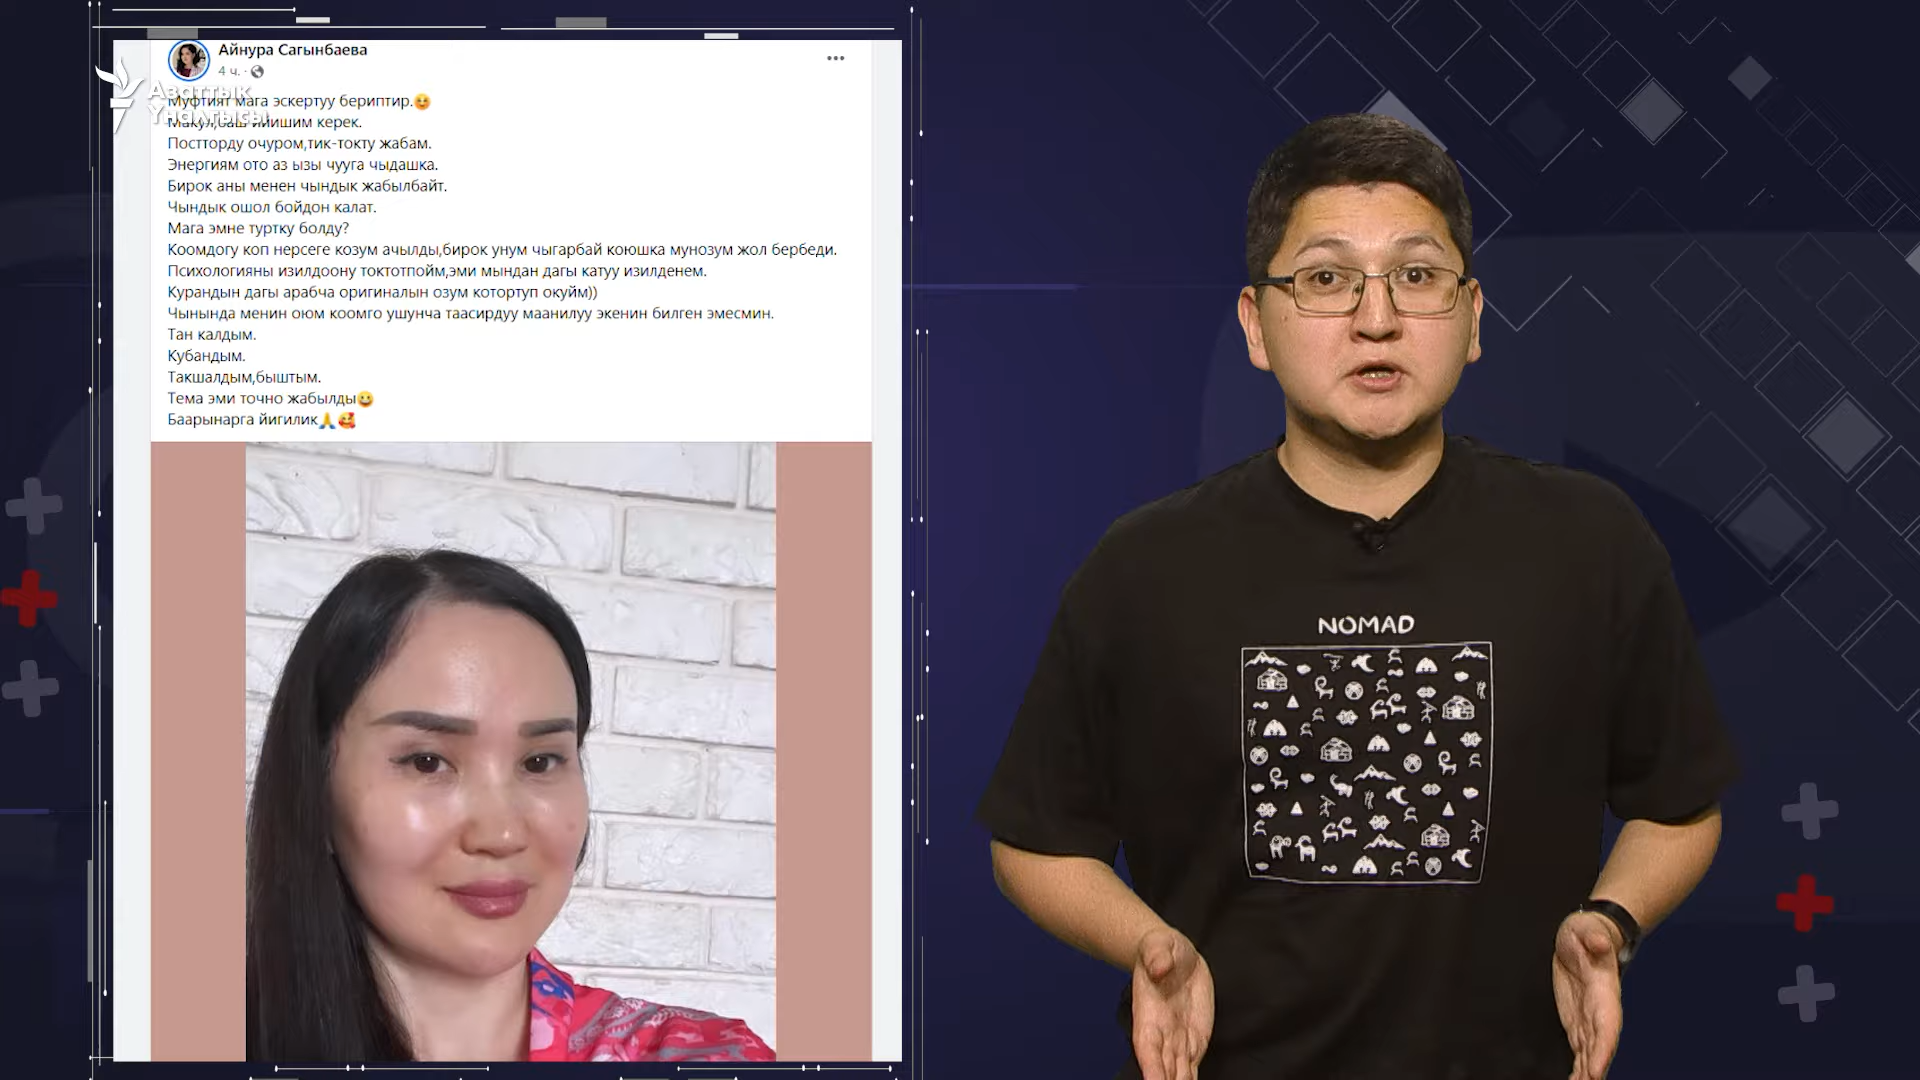 Айнура Сагынбаева
4 ч.
Азаттык
Үналгысы
Муфтият мага эскертуу бериптир.😊
Макул,баш ийишим керек.
Постторду очуром,тик-токту жабам.
Энергиям ото аз ызы чууга чыдашка.
Бирок аны менен чындык жабылбайт.
Чындык ошол бойдон калат.
Мага эмне туртку болду?
Коомдогу коп нерсеге козум ачылды,бирок унум чыгарбай коюшка мунозум жол бербеди.
Психологияны изилдоону токтотпойм,эми мындан дагы катуу изилденем.
Курандын дагы арабча оригиналын озум котортуп окуйм))
Чынында менин оюм коомго ушунча таасирдуу маанилуу экенин билген эмесмин.
Тан калдым.
Кубандым.
Такшалдым,быштым.
Тема эми точно жабылды😀
Баарынарга йигилик🙏🥰
NOMAD